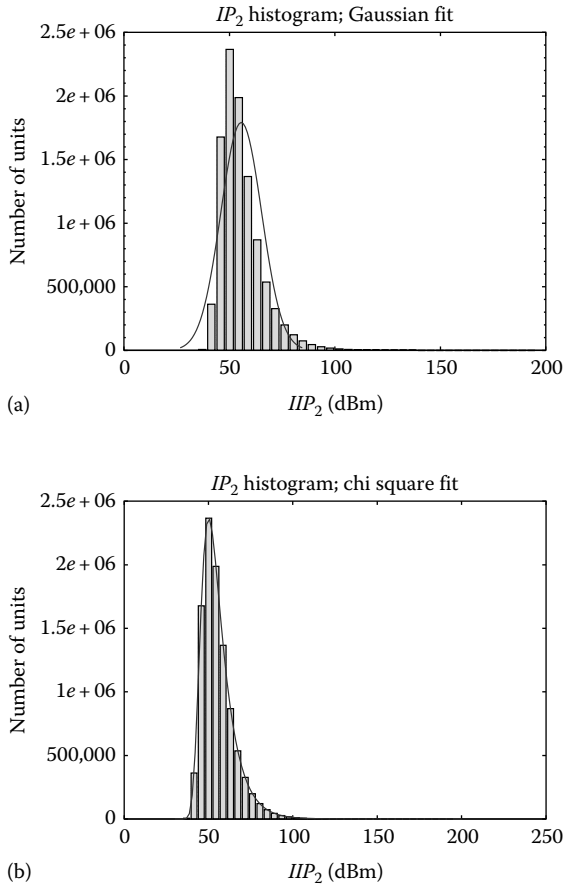 IP₂ histogram; Gaussian fit
2.5e + 06
2e + 06
1.5e + 06
1e + 06
500,000
0
Number of units
0 50 100 150 200
IIP₂ (dBm)
(a)
IP₂ histogram; chi square fit
2.5e + 06
2e + 06
1.5e + 06
1e + 06
500,000
0
Number of units
0 50 100 150 200 250
IIP₂ (dBm)
(b)